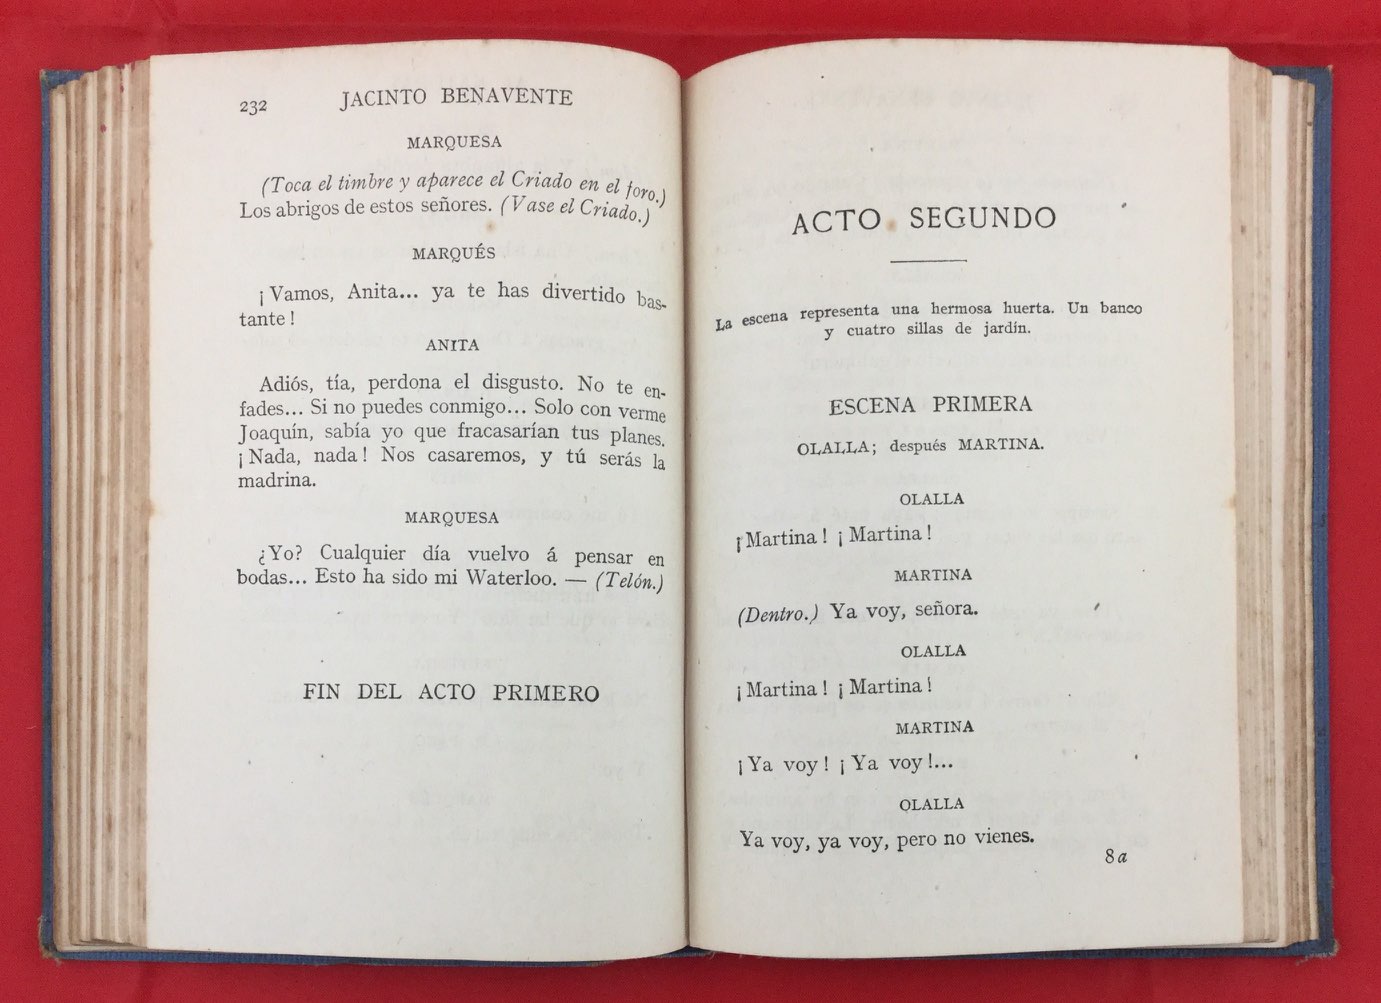 232 JACINTO BENAVENTE
MARQUESA
(Toca el timbre y aparece el Criado en el foro.)
Los abrigos de estos señores. (Vase el Criado.)
MARQUÉS
¡Vamos, Anita... ya te has divertido bas-
tante!
ANITA
Adiós, tía, perdona el disgusto. No te en-
fades... Si no puedes conmigo... Solo con verme
Joaquín, sabía yo que fracasarían tus planes.
¡Nada, nada! Nos casaremos, y tú serás la
madrina.
MARQUESA
¿Yo? Cualquier día vuelvo á pensar en
bodas... Esto ha sido mi Waterloo. — (Telón.)
FIN DEL ACTO PRIMERO
ACTO SEGUNDO
La escena representa una hermosa huerta. Un banco
y cuatro sillas de jardín.
ESCENA PRIMERA
OLALLA; después MARTINA.
OLALLA
¡Martina! ¡Martina!
MARTINA
(Dentro.) Ya voy, señora.
OLALLA
¡Martina! ¡Martina!
MARTINA
¡Ya voy! ¡Ya voy!...
OLALLA
Ya voy, ya voy, pero no vienes.
8a